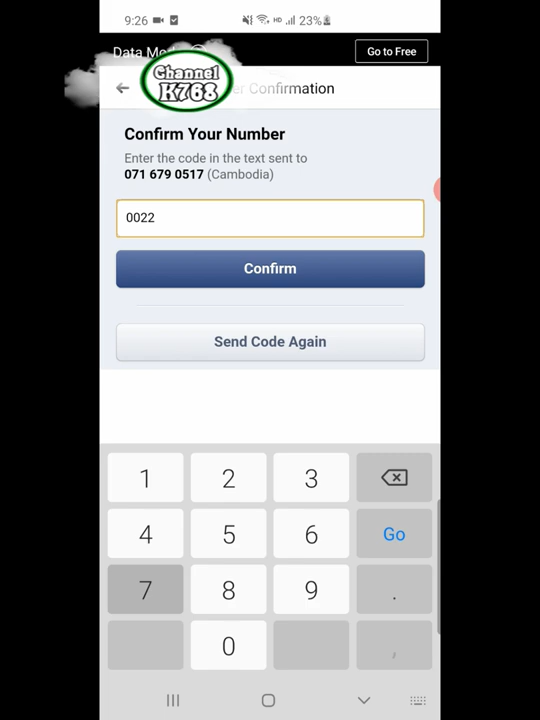 9:26
HD 23%
Data Mo
Go to Free
Channel
K768
er Confirmation
Confirm Your Number
Enter the code in the text sent to
071 679 0517 (Cambodia)
0022
Confirm
Send Code Again
1 2 3
4 5 6 Go
7 8 9 .
0 ,